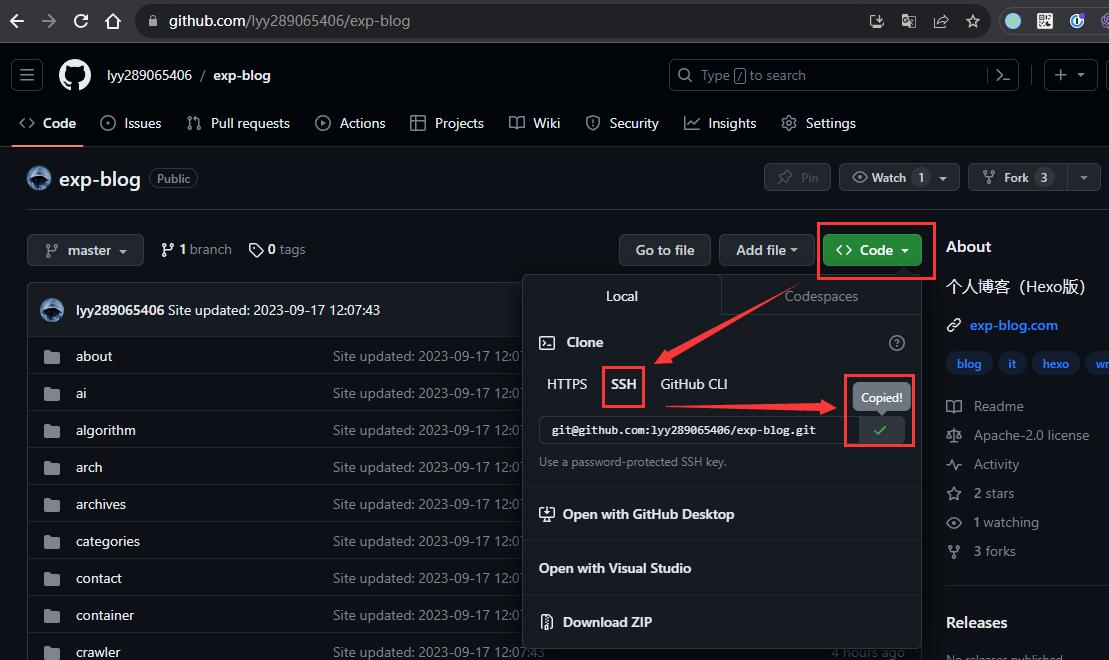 github.com/lyy289065406/exp-blog
lyy289065406 / exp-blog
Type / to search
Code Issues Pull requests Actions Projects Wiki Security Insights Settings
exp-blog Public
Pin Watch 1 Fork 3
master 1 branch 0 tags Go to file Add file Code
About
个人博客（Hexo版）
exp-blog.com
blog it hexo
Readme
Apache-2.0 license
Activity
2 stars
1 watching
3 forks
Releases
lyy289065406 Site updated: 2023-09-17 12:07:43
about Site updated: 2023-09-17 12:07
ai Site updated: 2023-09-17 12:07
algorithm Site updated: 2023-09-17 12:07
arch Site updated: 2023-09-17 12:07
archives Site updated: 2023-09-17 12:07
categories Site updated: 2023-09-17 12:07
contact Site updated: 2023-09-17 12:07
container Site updated: 2023-09-17 12:07
crawler Site updated: 2023-09-17 12:07:43 4 hours ago
Local Codespaces
Clone
HTTPS SSH GitHub CLI
Copied!
git@github.com:lyy289065406/exp-blog.git
Use a password-protected SSH key.
Open with GitHub Desktop
Open with Visual Studio
Download ZIP